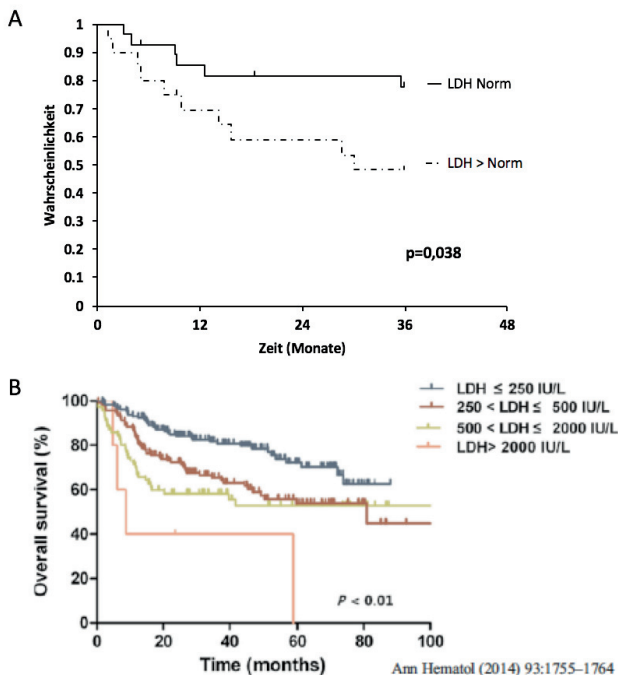 A
1
0.9
0.8
0.7
0.6
0.5
0.4
0.3
0.2
0.1
0
Wahrscheinlichkeit
LDH Norm
LDH > Norm
p=0,038
0 12 24 36 48
Zeit (Monate)
B
100
80
60
40
20
0
Overall survival (%)
LDH ≤ 250 IU/L
250 < LDH ≤ 500 IU/L
500 < LDH ≤ 2000 IU/L
LDH> 2000 IU/L
P < 0.01
0 20 40 60 80 100
Time (months)
Ann Hematol (2014) 93:1755–1764